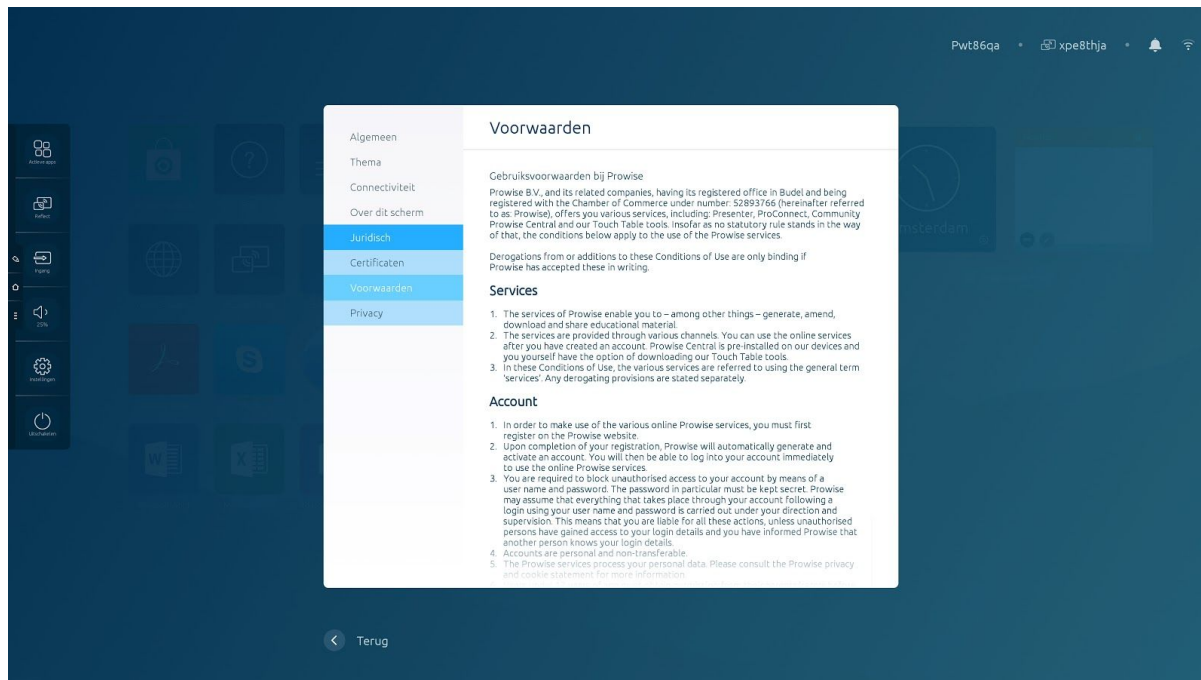 Pwt86qa • xpe8thja •
Algemeen
Thema
Connectiviteit
Over dit scherm
Juridisch
Certificaten
Voorwaarden
Privacy
Voorwaarden
Gebruiksvoorwaarden bij Prowise
Prowise B.V., and its related companies, having its registered office in Budel and being
registered with the Chamber of Commerce under number: 52893766 (hereinafter referred
to as: Prowise), offers you various services, including: Presenter, ProConnect, Community
Prowise Central and our Touch Table tools. Insofar as no statutory rule stands in the way
of that, the conditions below apply to the use of the Prowise services.
Derogations from or additions to these Conditions of Use are only binding if
Prowise has accepted these in writing.
Services
1. The services of Prowise enable you to – among other things – generate, amend,
download and share educational material.
2. The services are provided through various channels. You can use the online services
after you have created an account. Prowise Central is pre-installed on our devices and
you yourself have the option of downloading our Touch Table tools.
3. In these Conditions of Use, the various services are referred to using the general term
'services'. Any derogating provisions are stated separately.
Account
1. In order to make use of the various online Prowise services, you must first
register on the Prowise website.
2. Upon completion of your registration, Prowise will automatically generate and
activate an account. You will then be able to log into your account immediately
to use the online Prowise services.
3. You are required to block unauthorised access to your account by means of a
user name and password. The password in particular must be kept secret. Prowise
may assume that everything that takes place through your account following a
login using your user name and password is carried out under your direction and
supervision. This means that you are liable for all these actions, unless unauthorised
persons have gained access to your login details and you have informed Prowise that
another person knows your login details.
4. Accounts are personal and non-transferable.
5. The Prowise services process your personal data. Please consult the Prowise privacy
and cookie statement for more information
Actieve apps
Reflect
Ingang
25%
Instellingen
Uitschakelen
msterdam
Terug